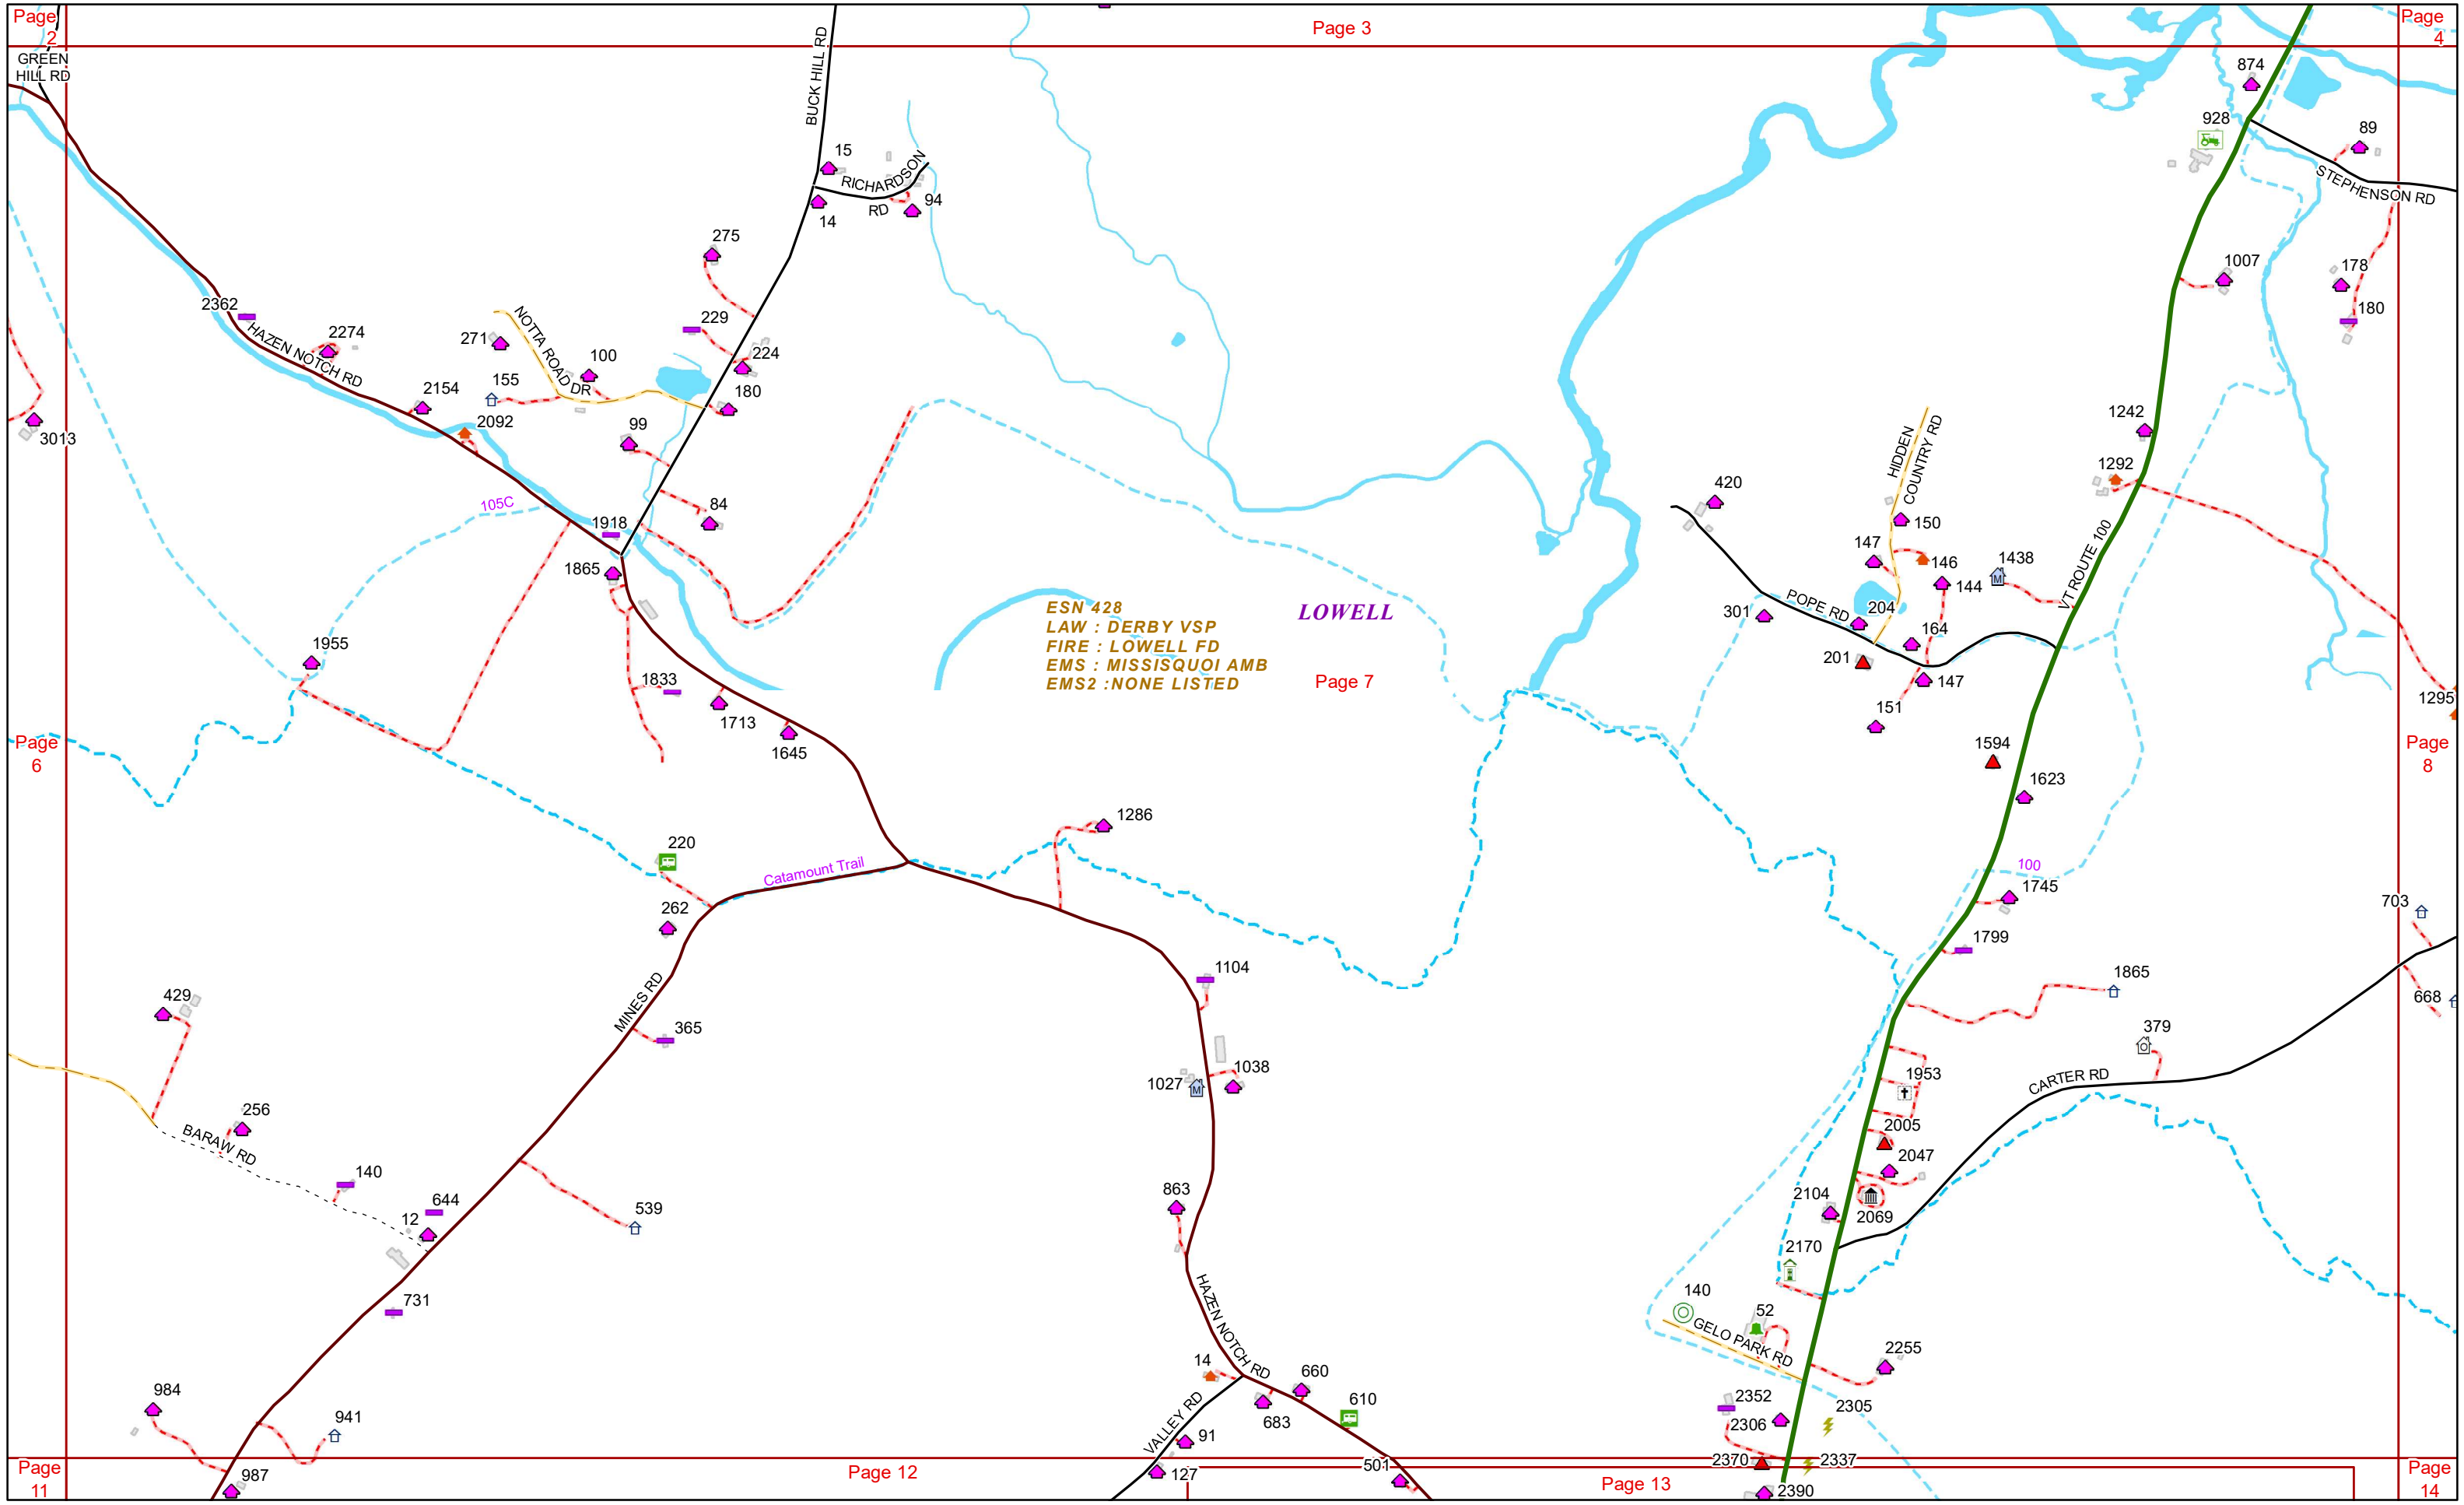 Page
2
Page 3
Page
4
GREEN
HILL RD
BUCK HILL RD
874
928
89
STEPHENSON RD
15
RICHARDSON
RD
94
14
275
1007
178
180
2362
HAZEN NOTCH RD
2274
271
NOTTA ROAD DR
100
155
229
224
180
2154
2092
3013
99
84
105C
1918
1865
1242
1292
HIDDEN
COUNTRY RD
420
150
147
146
144
1438
VT ROUTE 100
POPE RD
204
301
164
201
147
151
ESN 428
LAW : DERBY VSP
FIRE : LOWELL FD
EMS : MISSISQUOI AMB
EMS2 :NONE LISTED
LOWELL
Page 7
1955
1833
1713
1645
1295
Page
6
Page
8
1594
1623
1286
220
Catamount Trail
262
100
1745
703
1799
1865
668
429
MINES RD
365
1104
1027
1038
379
CARTER RD
1953
2005
2047
256
BARAW RD
140
644
12
539
863
2104
2069
2170
731
HAZEN NOTCH RD
140
52
GELO PARK RD
2255
14
660
683
610
2352
2305
2306
984
941
VALLEY RD
91
127
501
2370
2337
987
2390
Page
11
Page 12
Page 13
Page
14